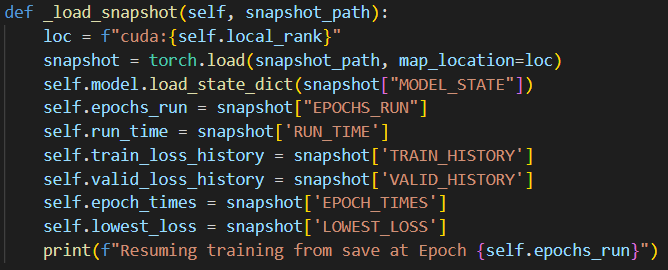 def _load_snapshot(self, snapshot_path):
    loc = f"cuda:{self.local_rank}"
    snapshot = torch.load(snapshot_path, map_location=loc)
    self.model.load_state_dict(snapshot["MODEL_STATE"])
    self.epochs_run = snapshot["EPOCHS_RUN"]
    self.run_time = snapshot['RUN_TIME']
    self.train_loss_history = snapshot['TRAIN_HISTORY']
    self.valid_loss_history = snapshot['VALID_HISTORY']
    self.epoch_times = snapshot['EPOCH_TIMES']
    self.lowest_loss = snapshot['LOWEST_LOSS']
    print(f"Resuming training from save at Epoch {self.epochs_run}")